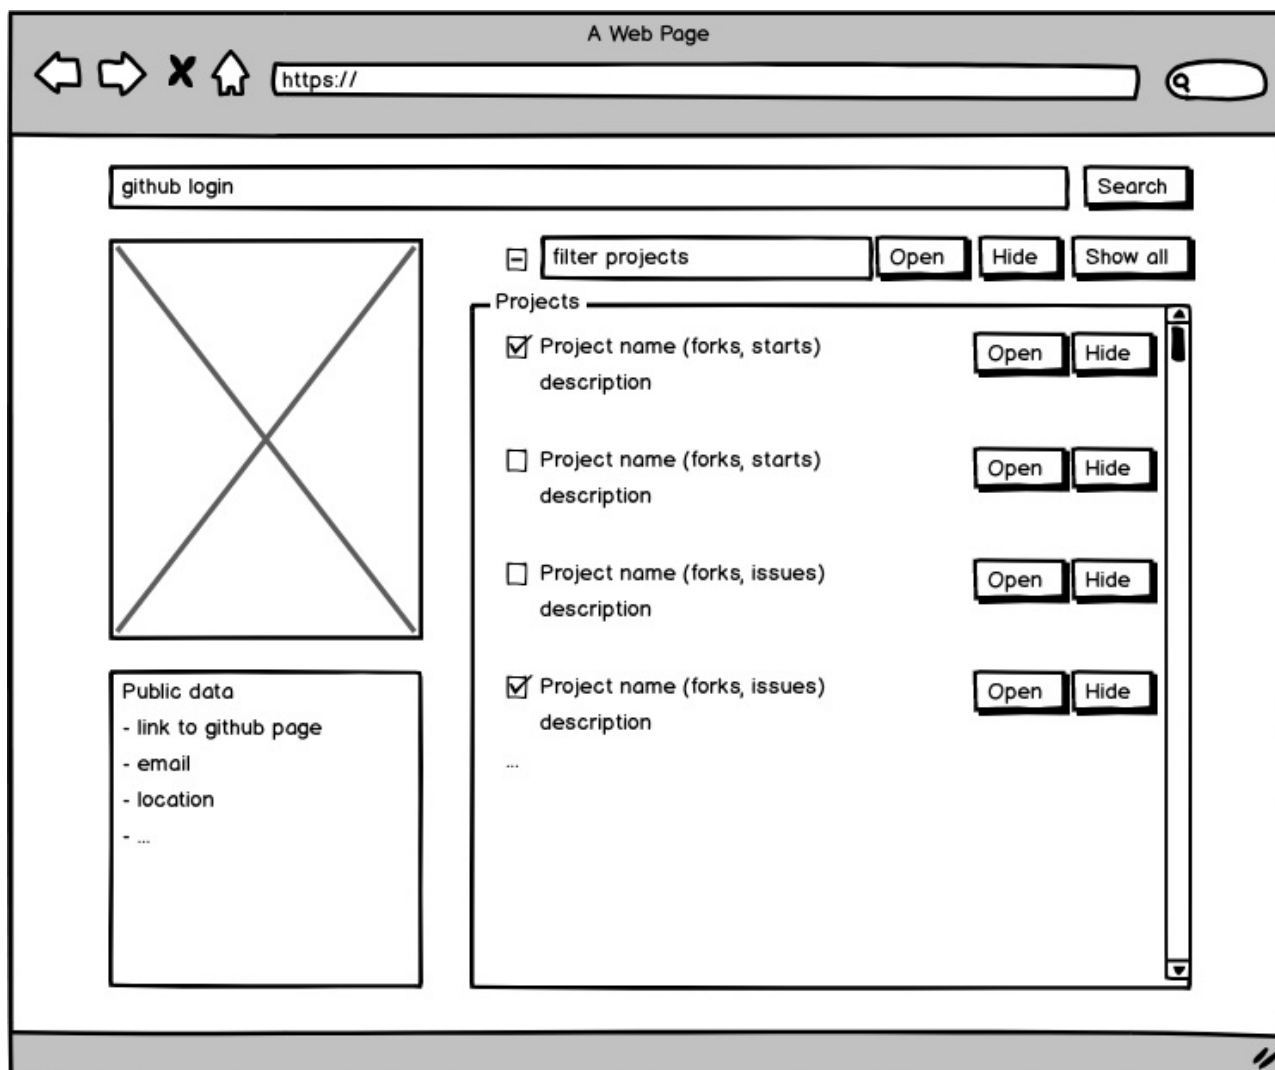 A Web Page
https://
github login
Search
filter projects
Open
Hide
Show all
Projects
Project name (forks, starts)
description
Open
Hide
Project name (forks, starts)
description
Open
Hide
Project name (forks, issues)
description
Open
Hide
Project name (forks, issues)
description
Open
Hide
...
Public data
- link to github page
- email
- location
- ...